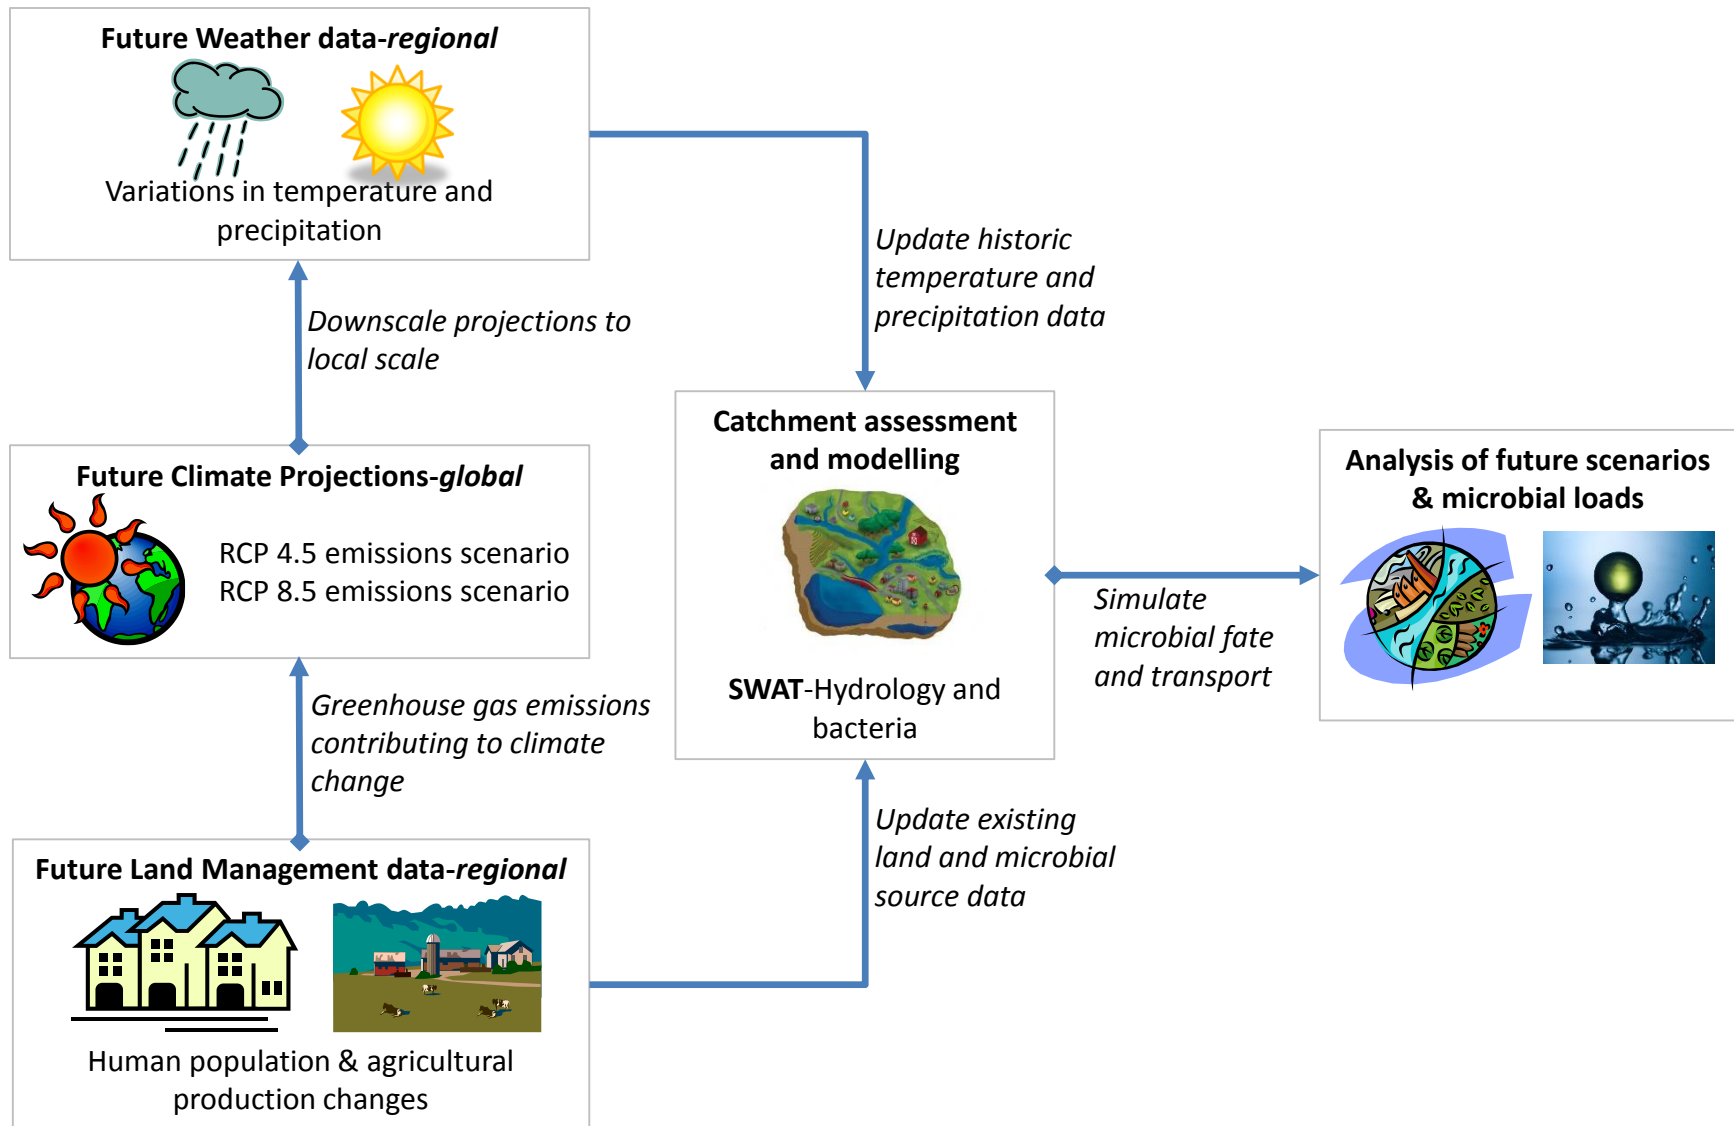 Future Weather data-regional
Variations in temperature and
precipitation
Update historic
temperature and
precipitation data
Downscale projections to
local scale
Future Climate Projections-global
RCP 4.5 emissions scenario
RCP 8.5 emissions scenario
Catchment assessment
and modelling
SWAT-Hydrology and
bacteria
Simulate
microbial fate
and transport
Analysis of future scenarios
& microbial loads
Greenhouse gas emissions
contributing to climate
change
Update existing
land and microbial
source data
Future Land Management data-regional
Human population & agricultural
production changes